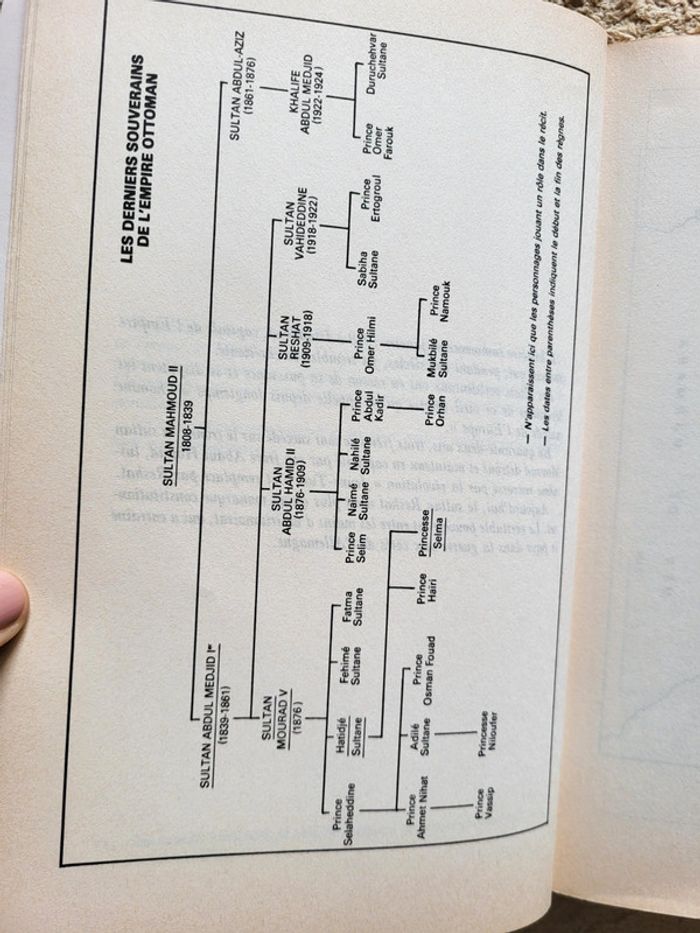 LES DERNIERS SOUVERAINS
DE L'EMPIRE OTTOMAN
SULTAN MAHMOUD II
1808-1839
SULTAN ABDUL MEDJID Iᵉʳ
(1839-1861)
SULTAN ABDUL-AZIZ
(1861-1876)
SULTAN
MOURAD V
(1876)
SULTAN
ABDUL HAMID II
(1876-1909)
SULTAN
RESHAT
(1909-1918)
SULTAN
VAHIDEDDINE
(1918-1922)
KHALIFE
ABDUL MEDJID
(1922-1924)
Prince
Selaheddine
Hatidjé
Sultane
Fehimé
Sultane
Fatma
Sultane
Prince
Selim
Naimé
Sultane
Nahilé
Sultane
Prince
Abdul
Kadir
Prince
Omer Hilmi
Sabiha
Sultane
Prince
Ertogroul
Prince
Omer
Farouk
Duruchehvar
Sultane
Prince
Ahmet Nihat
Adilé
Sultane
Prince
Osman Fouad
Prince
Haïri
Princesse
Selma
Prince
Orhan
Mukbilé
Sultane
Prince
Namouk
Prince
Vassip
Princesse
Niloufer
— N'apparaissent ici que les personnages jouant un rôle dans le récit.
— Les dates entre parenthèses indiquent le début et la fin des règnes.